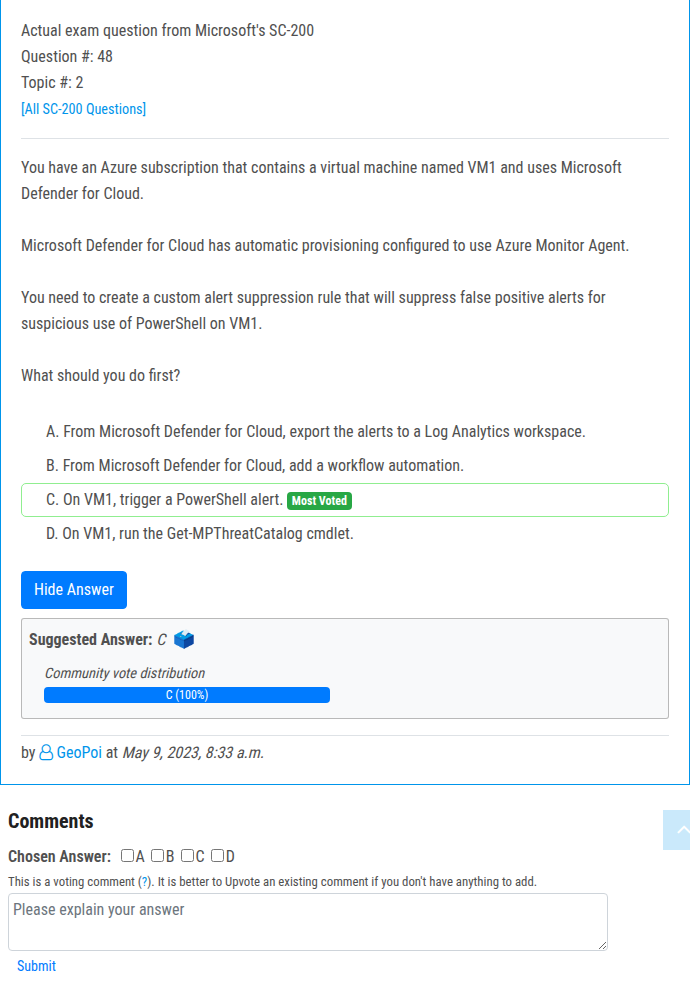 Actual exam question from Microsoft's SC-200
Question #: 48
Topic #: 2
[All SC-200 Questions]
You have an Azure subscription that contains a virtual machine named VM1 and uses Microsoft
Defender for Cloud.
Microsoft Defender for Cloud has automatic provisioning configured to use Azure Monitor Agent.
You need to create a custom alert suppression rule that will suppress false positive alerts for
suspicious use of PowerShell on VM1.
What should you do first?
A. From Microsoft Defender for Cloud, export the alerts to a Log Analytics workspace.
B. From Microsoft Defender for Cloud, add a workflow automation.
C. On VM1, trigger a PowerShell alert. Most Voted
D. On VM1, run the Get-MPThreatCatalog cmdlet.
Hide Answer
Suggested Answer: C
Community vote distribution
C (100%)
by GeoPoi at May 9, 2023, 8:33 a.m.
Comments
Chosen Answer: A B C D
This is a voting comment (?). It is better to Upvote an existing comment if you don't have anything to add.
Please explain your answer
Submit